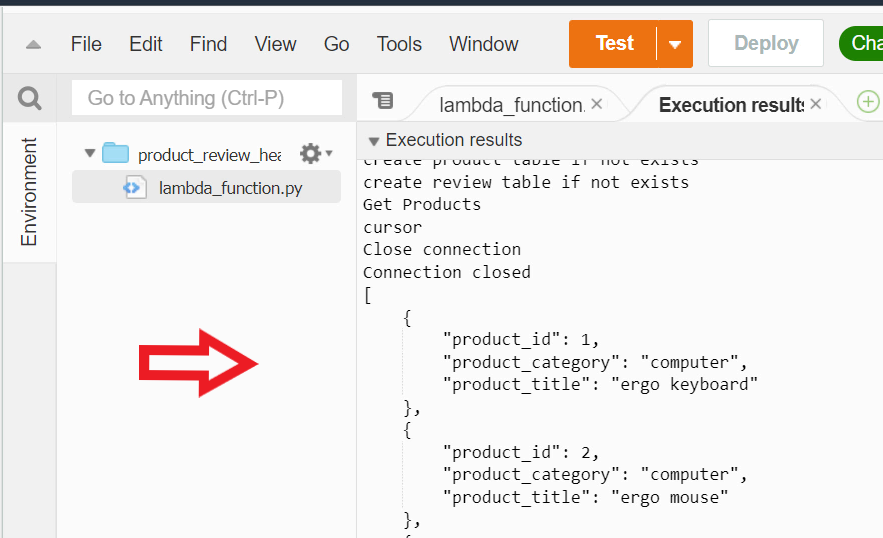 File Edit Find View Go Tools Window Test Deploy Cha
Go to Anything (Ctrl-P)
lambda_function. Execution results
Environment
product_review_hea
lambda_function.py
Execution results
create product table if not exists
create review table if not exists
Get Products
cursor
Close connection
Connection closed
[
{
"product_id": 1,
"product_category": "computer",
"product_title": "ergo keyboard"
},
{
"product_id": 2,
"product_category": "computer",
"product_title": "ergo mouse"
},